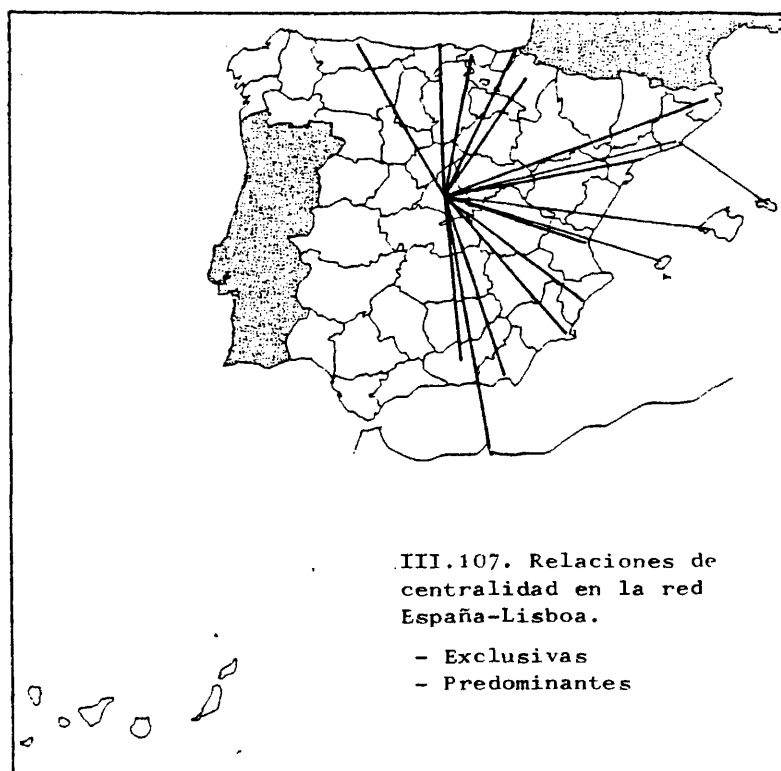 III.107. Relaciones de
centralidad en la red
España-Lisboa.
- Exclusivas
- Predominantes